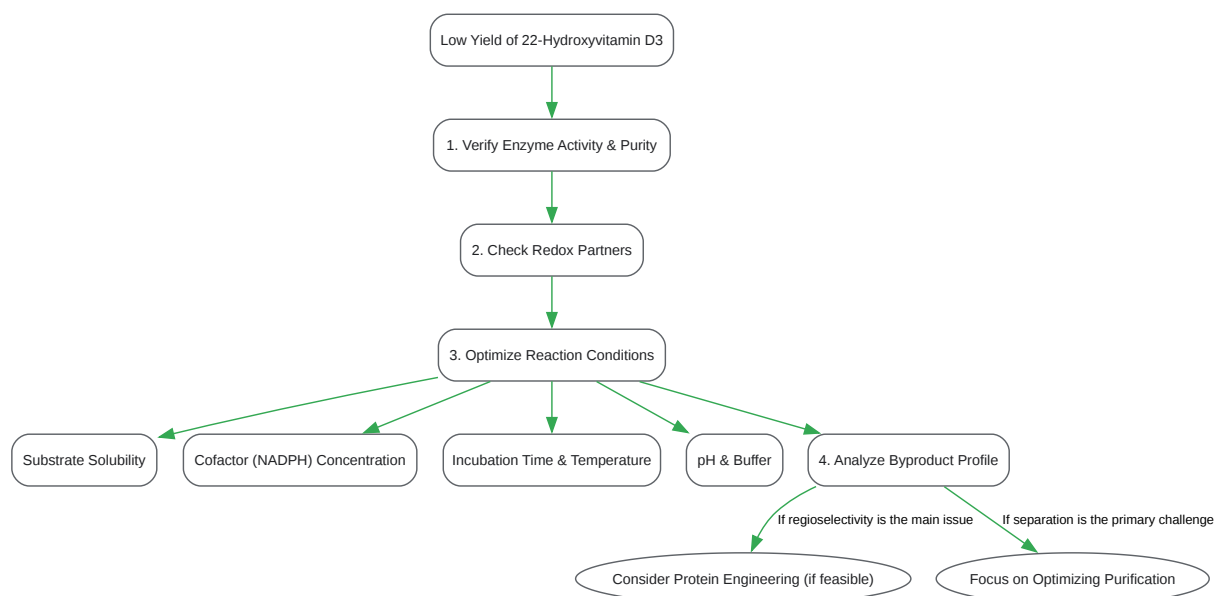 Low Yield of 22-Hydroxyvitamin D3
1. Verify Enzyme Activity & Purity
2. Check Redox Partners
3. Optimize Reaction Conditions
Substrate Solubility
Cofactor (NADPH) Concentration
Incubation Time & Temperature
pH & Buffer
4. Analyze Byproduct Profile
If regioselectivity is the main issue
If separation is the primary challenge
Consider Protein Engineering (if feasible)
Focus on Optimizing Purification